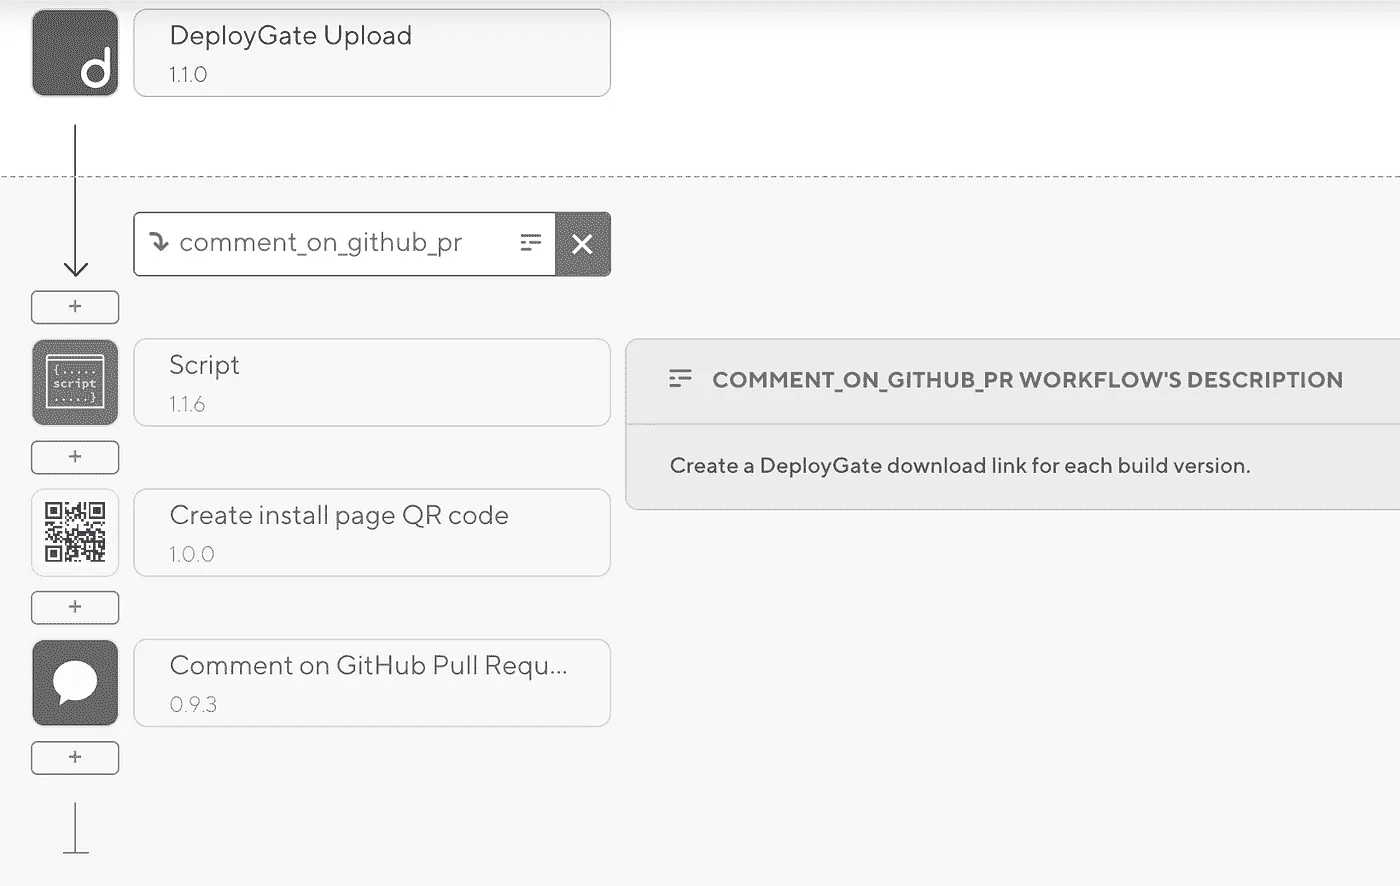 DeployGate Upload
1.1.0
comment_on_github_pr
+
{.....
script
.....}
Script
1.1.6
COMMENT_ON_GITHUB_PR WORKFLOW'S DESCRIPTION
Create a DeployGate download link for each build version.
+
Create install page QR code
1.0.0
+
Comment on GitHub Pull Requ...
0.9.3
+